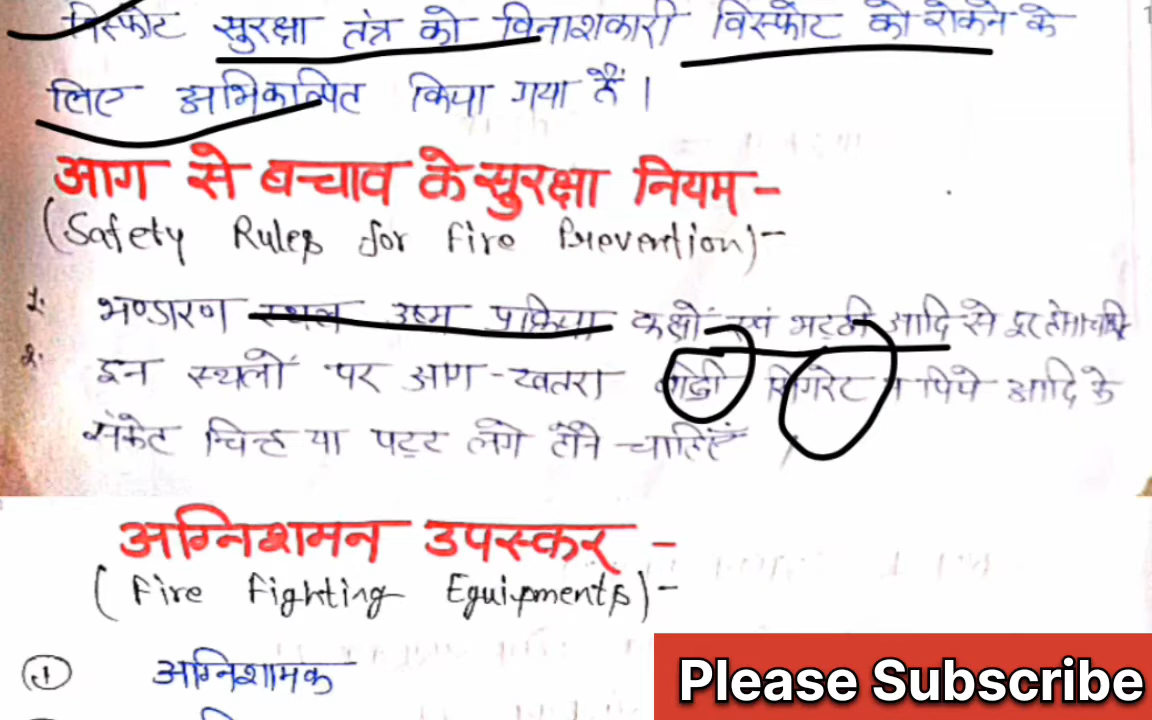 विस्फोट सुरक्षा तंत्र को विनाशकारी विस्फोट को रोकने के
लिए अभिकल्पित किया गया है।
आग से बचाव के सुरक्षा नियम -
(Safety Rules for Fire Prevention)-
1. भण्डारण स्थल उष्म प्रक्रिया कक्षों एवं भट्टी आदि से दूर होना चाहिए
2. इन स्थलों पर आग - खतरा बीड़ी सिगरेट न पिये आदि के
संकेट चिन्ह या पट्ट लगे होने चाहिएँ
अग्निशमन उपस्कर -
(Fire Fighting Equipments)-
1 अग्निशामक
Please Subscribe